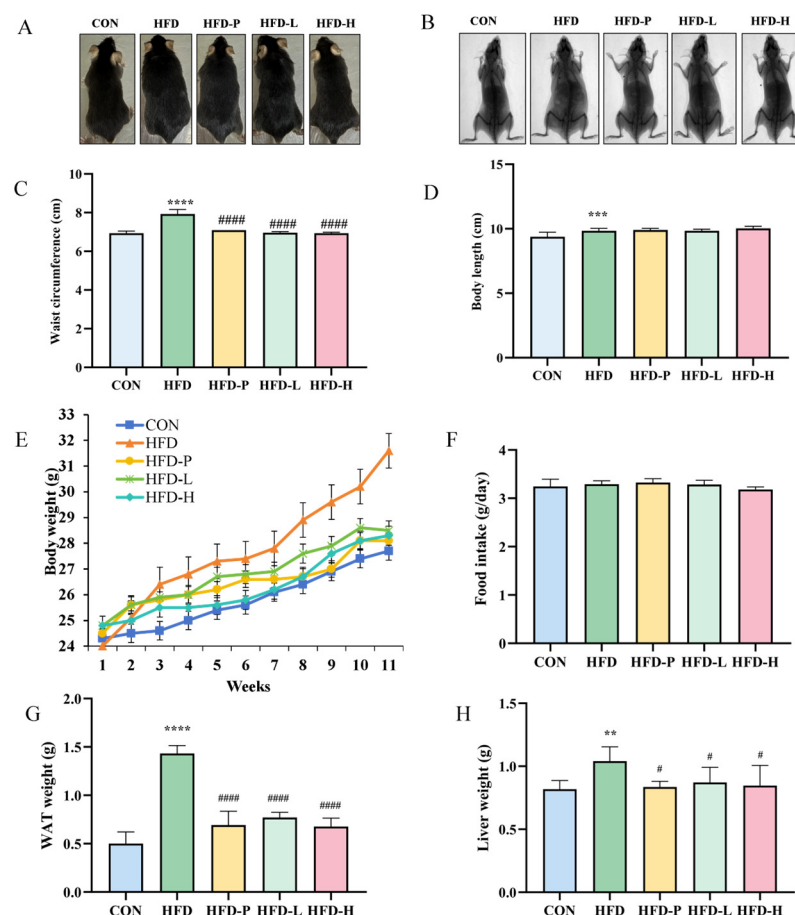 A
CON HFD HFD-P HFD-L HFD-H
B
CON HFD HFD-P HFD-L HFD-H
C
Waist circumference (cm)
10
8
6
4
2
0
****
#### #### ####
CON HFD HFD-P HFD-L HFD-H
D
Body length (cm)
15
10
5
0
***
CON HFD HFD-P HFD-L HFD-H
E
Body weight (g)
33
32
31
30
29
28
27
26
25
24
CON
HFD
HFD-P
HFD-L
HFD-H
1 2 3 4 5 6 7 8 9 10 11
Weeks
F
Food intake (g/day)
4
3
2
1
0
CON HFD HFD-P HFD-L HFD-H
G
WAT weight (g)
1.5
2.0
1.0
0.5
0.0
****
#### #### ####
CON HFD HFD-P HFD-L HFD-H
H
Liver weight (g)
1.5
1.0
0.5
0.0
**
# # #
CON HFD HFD-P HFD-L HFD-H